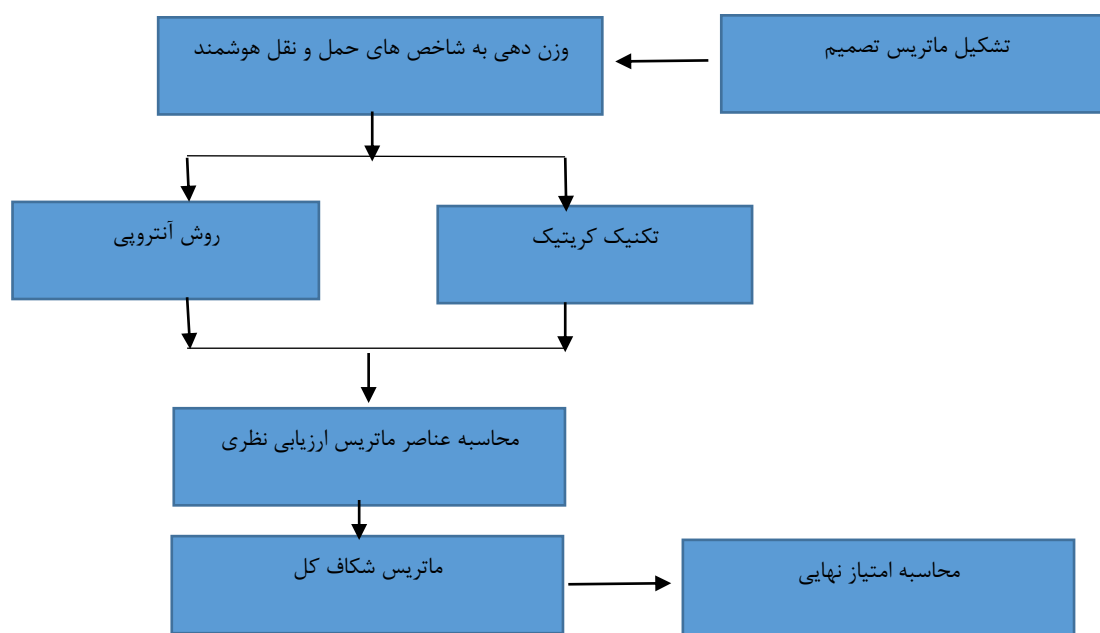 تشکیل ماتریس تصمیم
وزن دهی به شاخص های حمل و نقل هوشمند
تکنیک کریتیک
روش آنتروپی
محاسبه عناصر ماتریس ارزیابی نظری
ماتریس شکاف کل
محاسبه امتیاز نهایی